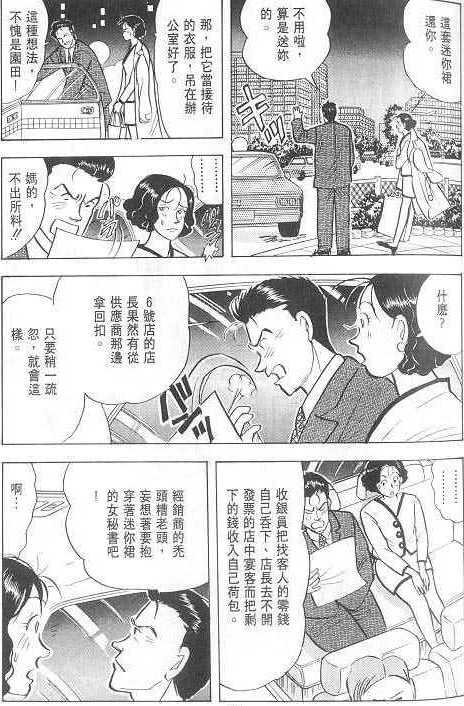 這套迷你裙
還你。
不用啦，
算是送妳
的。
那，把它當接待
的衣服，吊在辦
公室好了。
這種想法，
不愧是園田！
………
媽的，
不出所料!!
什麼？
6號店的店
長果然有從
供應商那邊
拿回扣。
只要稍一疏
忽，就會這
樣。
收銀員把找客人的零錢
自己吞下、店長去不開
發票的店中宴客而把剩
下的錢收入自己荷包。
經銷商的禿
頭糟老頭，
妄想著要抱
穿著迷你裙
的女秘書吧
！
啊…